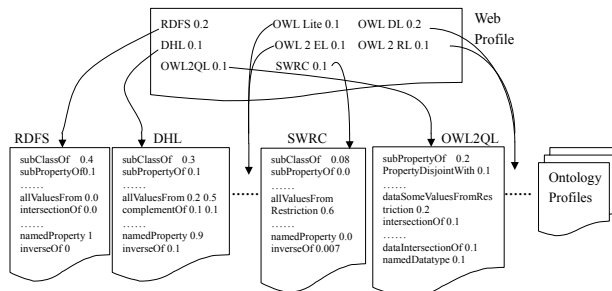 RDFS 0.2 OWL Lite 0.1 OWL DL 0.2 Web
DHL 0.1 OWL 2 EL 0.1 OWL 2 RL 0.1 Profile
OWL2QL 0.1 SWRC 0.1
RDFS DHL SWRC OWL2QL
subClassOf 0.4
subPropertyOf0.1
......
allValuesFrom 0.0
intersectionOf 0.0
......
namedProperty 1
inverseOf 0
subClassOf 0.3
subPropertyOf 0.1
......
allValuesFrom 0.2 0.5
complementOf 0.1 0.1
......
namedProperty 0.9
inverseOf 0.1
......
subClassOf 0.08
subPropertyOf 0.0
......
allValuesFrom
Restriction 0.6
......
namedProperty 0.0
inverseOf 0.007
subPropertyOf 0.2
PropertyDisjointWith 0.1
......
dataSomeValuesFromRes
triction 0.2
intersectionOf 0.1
......
dataIntersectionOf 0.1
namedDatatype 0.1
......
Ontology
Profiles